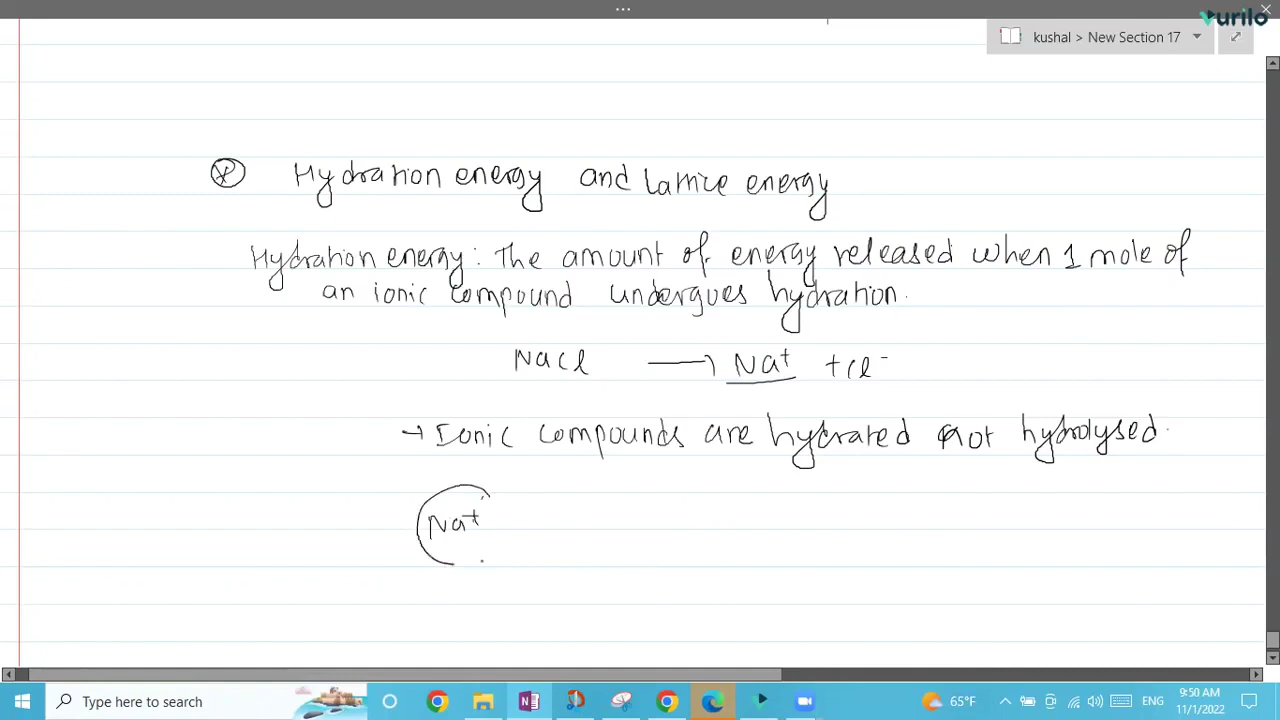 ...
Vurilo
kushal > New Section 17
Hydration energy and Lattice energy
Hydration energy: The amount of energy released when 1 mole of
an ionic compound undergues hydration.
NaCl → Na+ + Cl-
→ Ionic compounds are hydrated not hydrolysed.
Na+
Type here to search
65°F
ENG
9:50 AM
11/1/2022